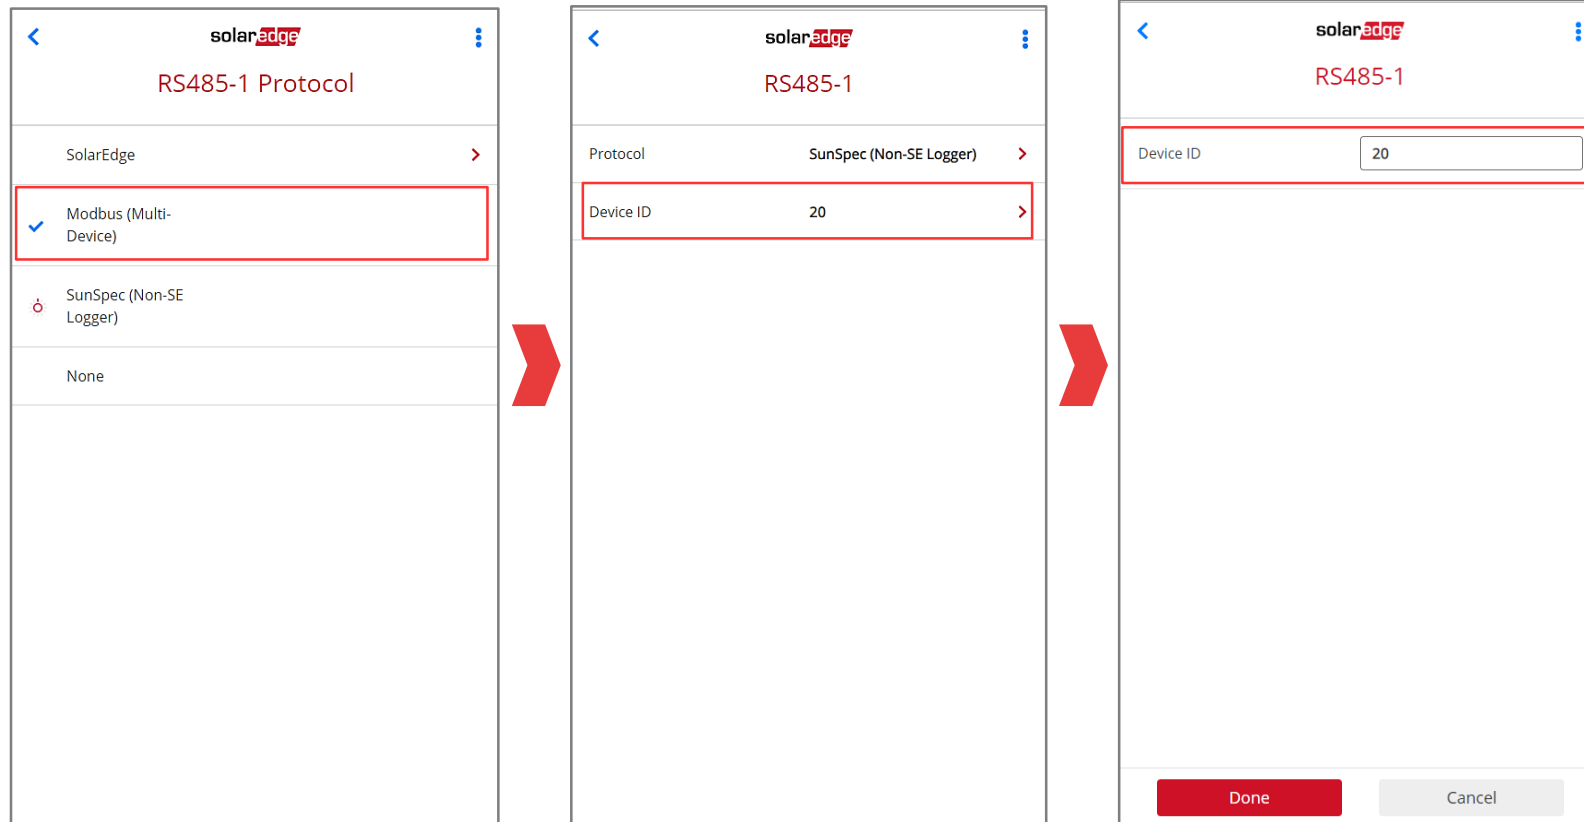 solaredge
RS485-1 Protocol
SolarEdge
Modbus (Multi-
Device)
SunSpec (Non-SE
Logger)
None
solaredge
RS485-1
Protocol SunSpec (Non-SE Logger)
Device ID 20
solaredge
RS485-1
Device ID 20
Done Cancel